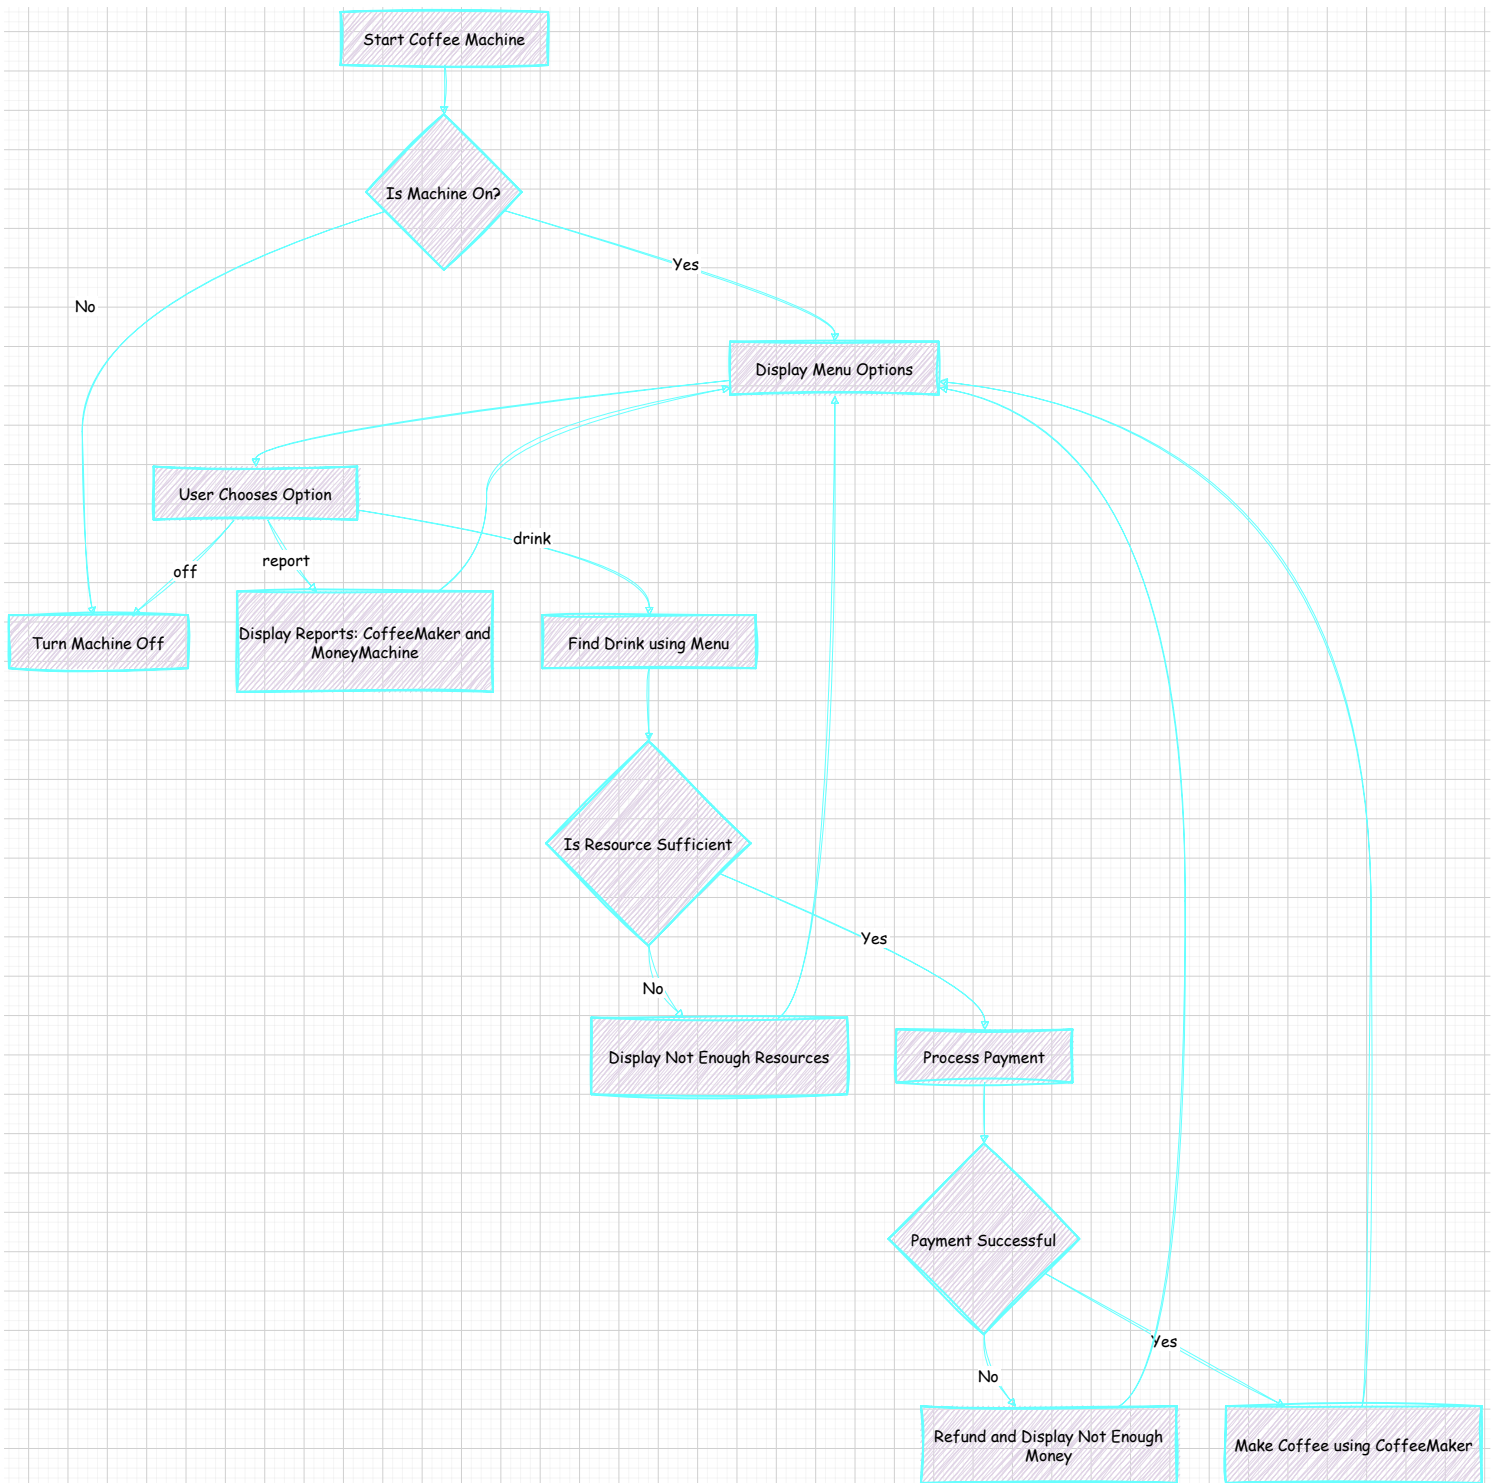 Start Coffee Machine
Is Machine On?
Yes
No
Display Menu Options
User Chooses Option
drink
report
off
Turn Machine Off
Display Reports: CoffeeMaker and
MoneyMachine
Find Drink using Menu
Is Resource Sufficient
Yes
No
Display Not Enough Resources
Process Payment
Payment Successful
Yes
No
Refund and Display Not Enough
Money
Make Coffee using CoffeeMaker